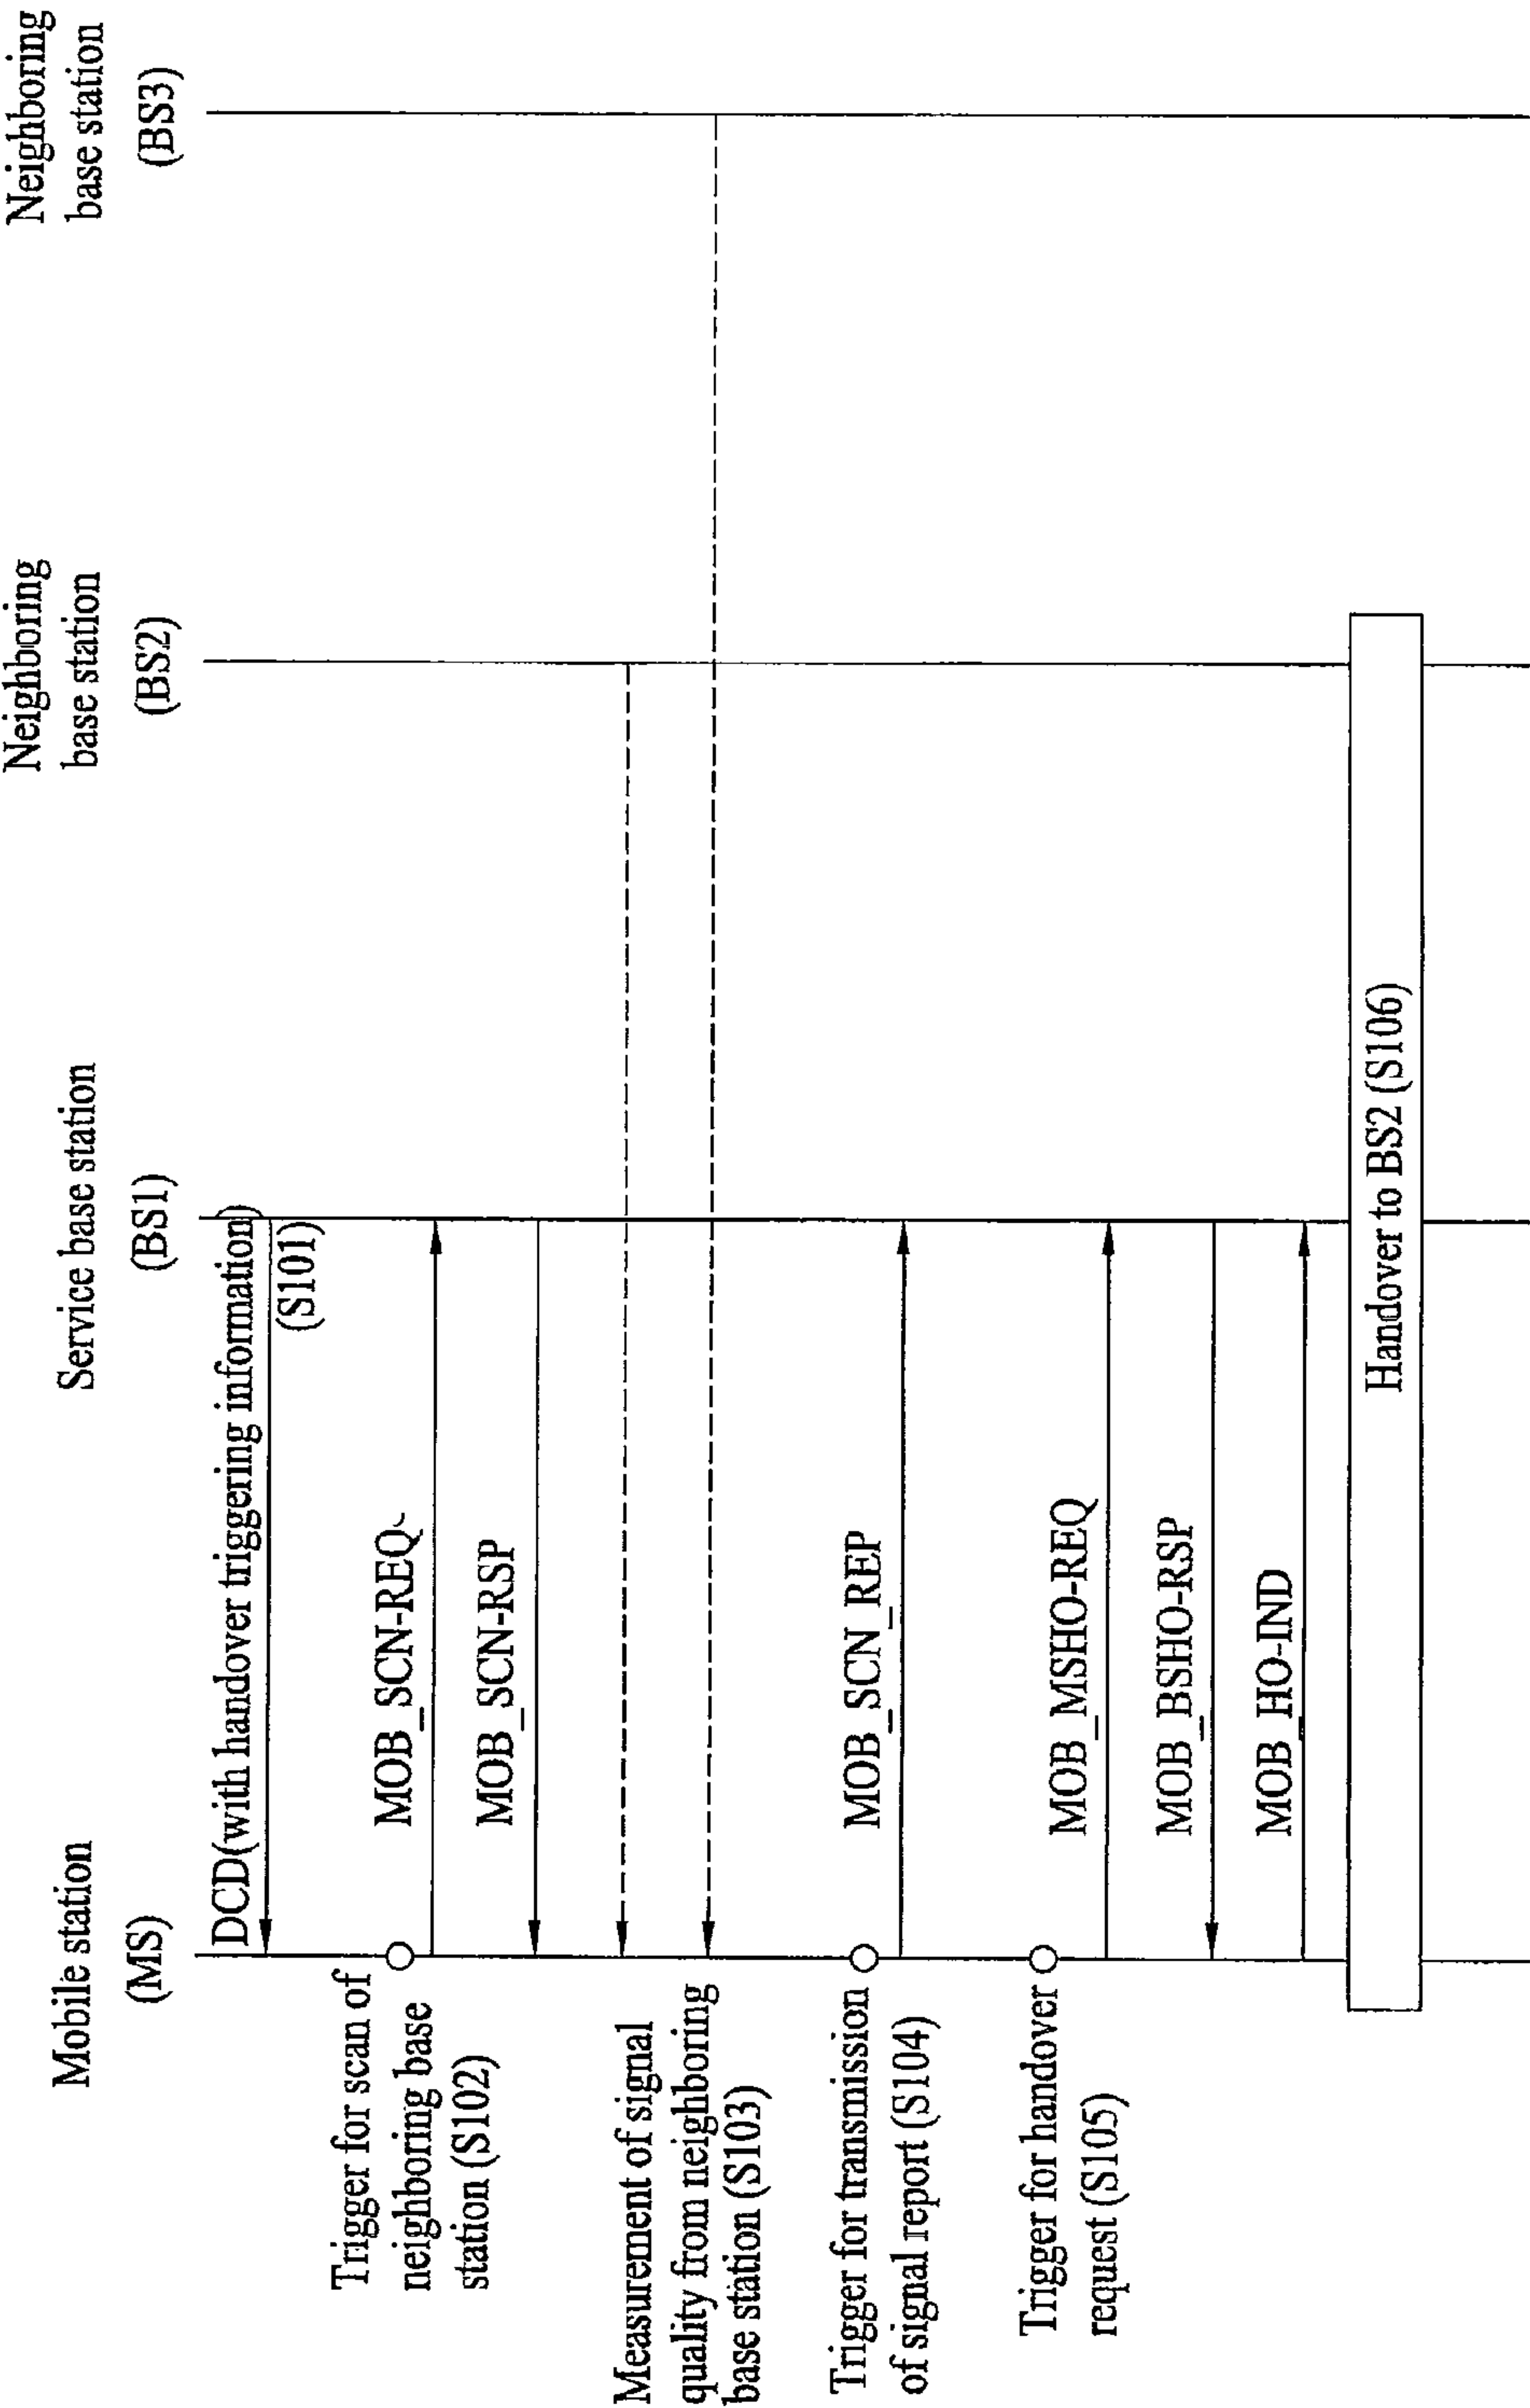 Mobile station
(MS)
Service base station
(BS1)
Neighboring
base station
(BS2)
Neighboring
base station
(BS3)
DCD(with handover triggering information)
(S101)
Trigger for scan of
neighboring base
station (S102)
MOB_SCN-REQ
MOB_SCN-RSP
Measurement of signal
quality from neighboring
base station (S103)
Trigger for transmission
of signal report (S104)
MOB_SCN_REP
Trigger for handover
request (S105)
MOB_MSHO-REQ
MOB_BSHO-RSP
MOB_HO-IND
Handover to BS2 (S106)